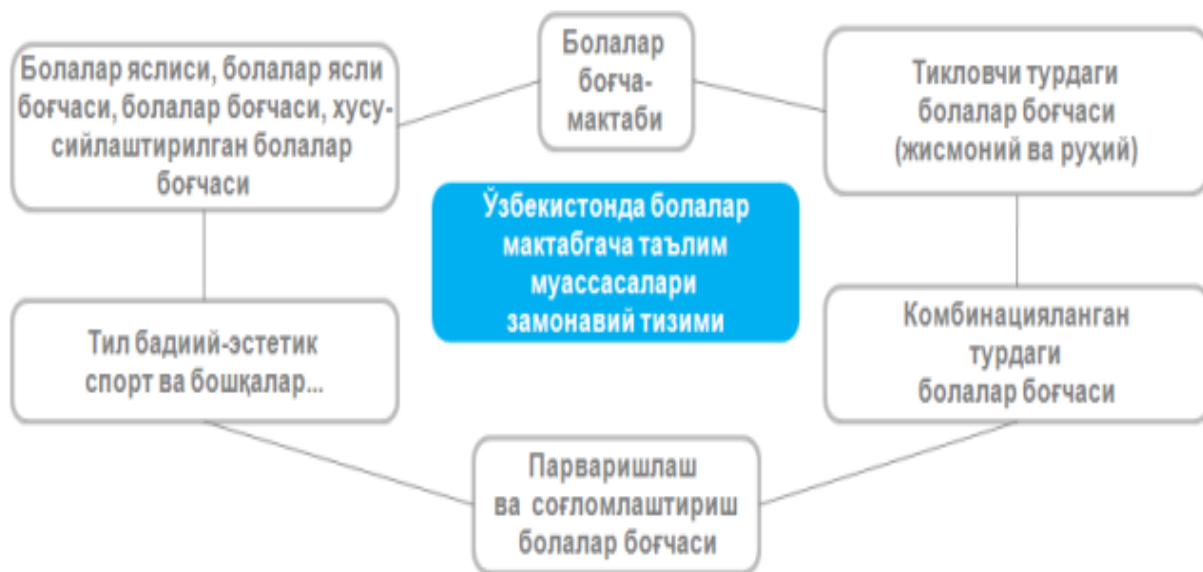 Болалар боғча-
мактаби
Болалар яслиси, болалар ясли
боғчаси, болалар боғчаси, хусу-
сийлаштирилган болалар
боғчаси
Тикловчи турдаги
болалар боғчаси
(жисмоний ва руҳий)
Ўзбекистонда болалар
мактабгача таълим
муассасалари
замонавий тизими
Тил бадиий-эстетик
спорт ва бошқалар...
Комбинацияланган
турдаги
болалар боғчаси
Парваришлаш
ва соғломлаштириш
болалар боғчаси